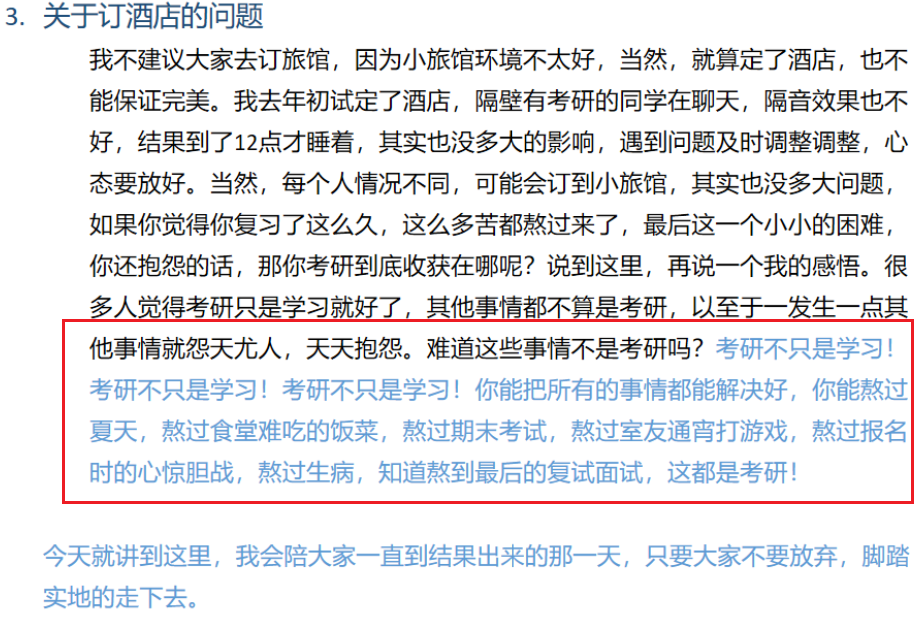 3. 关于订酒店的问题
我不建议大家去订旅馆，因为小旅馆环境不太好，当然，就算定了酒店，也不
能保证完美。我去年初试定了酒店，隔壁有考研的同学在聊天，隔音效果也不
好，结果到了12点才睡着，其实也没多大的影响，遇到问题及时调整调整，心
态要放好。当然，每个人情况不同，可能会订到小旅馆，其实也没多大问题，
如果你觉得你复习了这么久，这么多苦都熬过来了，最后这一个小小的困难，
你还抱怨的话，那你考研到底收获在哪呢？说到这里，再说一个我的感悟。很
多人觉得考研只是学习就好了，其他事情都不算是考研，以至于一发生一点其
他事情就怨天尤人，天天抱怨。难道这些事情不是考研吗？考研不只是学习！
考研不只是学习！考研不只是学习！你能把所有的事情都能解决好，你能熬过
夏天，熬过食堂难吃的饭菜，熬过期末考试，熬过室友通宵打游戏，熬过报名
时的心惊胆战，熬过生病，知道熬到最后的复试面试，这都是考研！
今天就讲到这里，我会陪大家一直到结果出来的那一天，只要大家不要放弃，脚踏
实地的走下去。